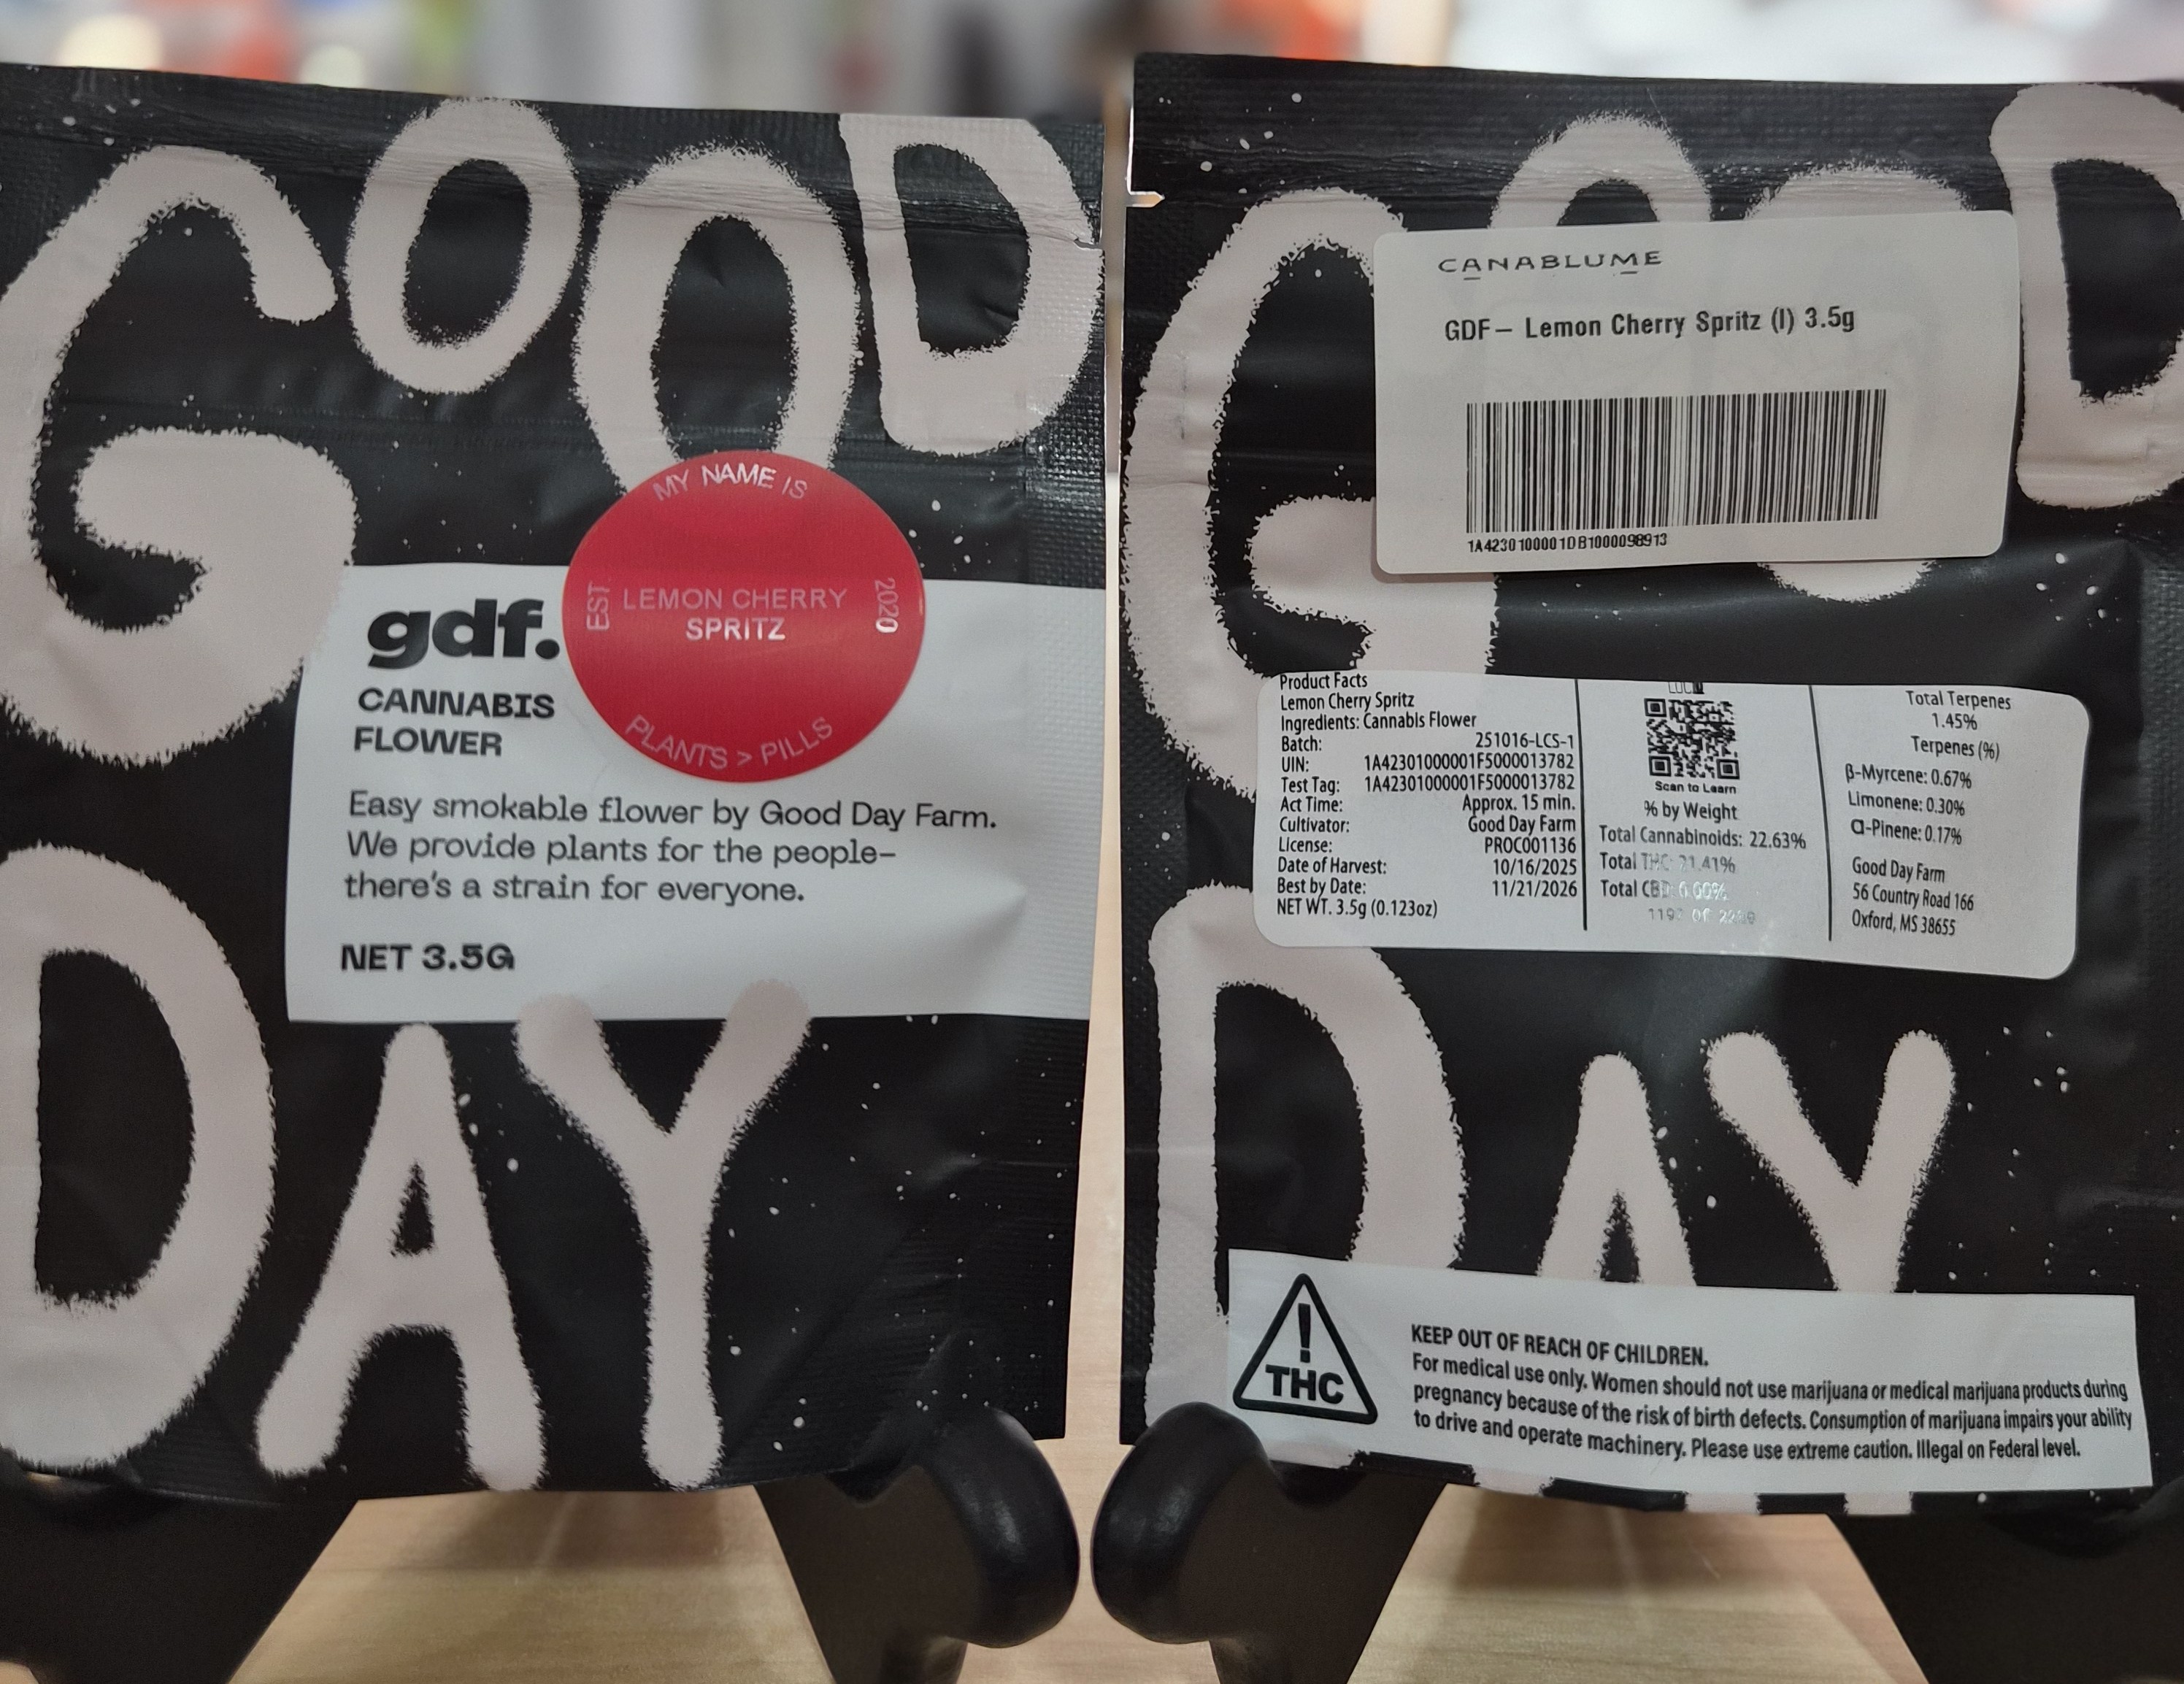 GOOD
MY NAME IS
EST LEMON CHERRY 2020
SPRITZ
PLANTS > PILLS
gdf.
CANNABIS
FLOWER
Easy smokable flower by Good Day Farm.
We provide plants for the people–
there's a strain for everyone.
NET 3.5G
DAY
GOOD
CANABLUME
GDF– Lemon Cherry Spritz (I) 3.5g
1A4230100001DB1000098913
Product Facts
Lemon Cherry Spritz
Ingredients: Cannabis Flower
Batch: 251016-LCS-1
UIN: 1A42301000001F5000013782
Test Tag: 1A42301000001F5000013782
Act Time: Approx. 15 min.
Cultivator: Good Day Farm
License: PROC001136
Date of Harvest: 10/16/2025
Best by Date: 11/21/2026
NET WT. 3.5g (0.123oz)
Scan to Learn
% by Weight
Total Cannabinoids: 22.63%
Total THC: 21.41%
Total CBD: 0.00%
Total Terpenes
1.45%
Terpenes (%)
β-Myrcene: 0.67%
Limonene: 0.30%
α-Pinene: 0.17%
Good Day Farm
56 Country Road 166
Oxford, MS 38655
DAY
THC
KEEP OUT OF REACH OF CHILDREN.
For medical use only. Women should not use marijuana or medical marijuana products during
pregnancy because of the risk of birth defects. Consumption of marijuana impairs your ability
to drive and operate machinery. Please use extreme caution. Illegal on Federal level.